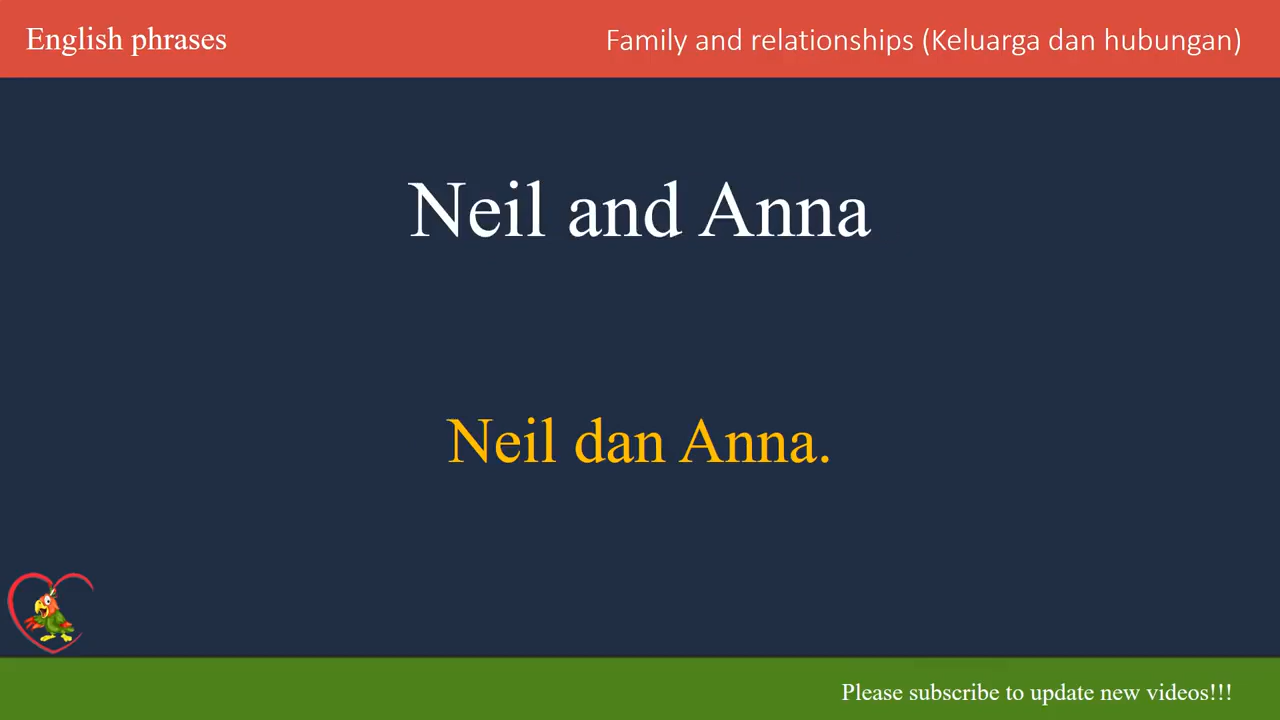 English phrases
Family and relationships (Keluarga dan hubungan)
Neil and Anna
Neil dan Anna.
Please subscribe to update new videos!!!